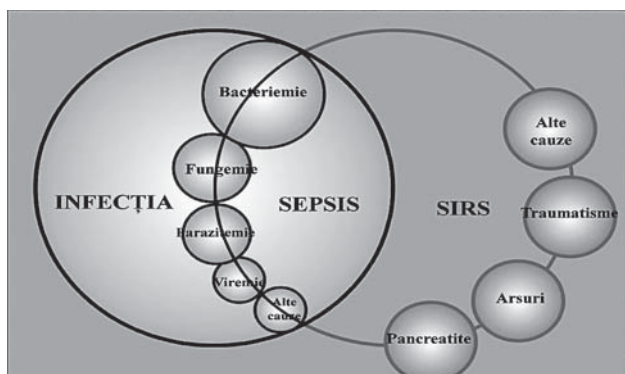 Bacteriemie
Alte
cauze
Fungemie
INFECȚIA
SEPSIS
SIRS
Traumatisme
Parazitemie
Viremie
Alte
cauze
Arsuri
Pancreatite